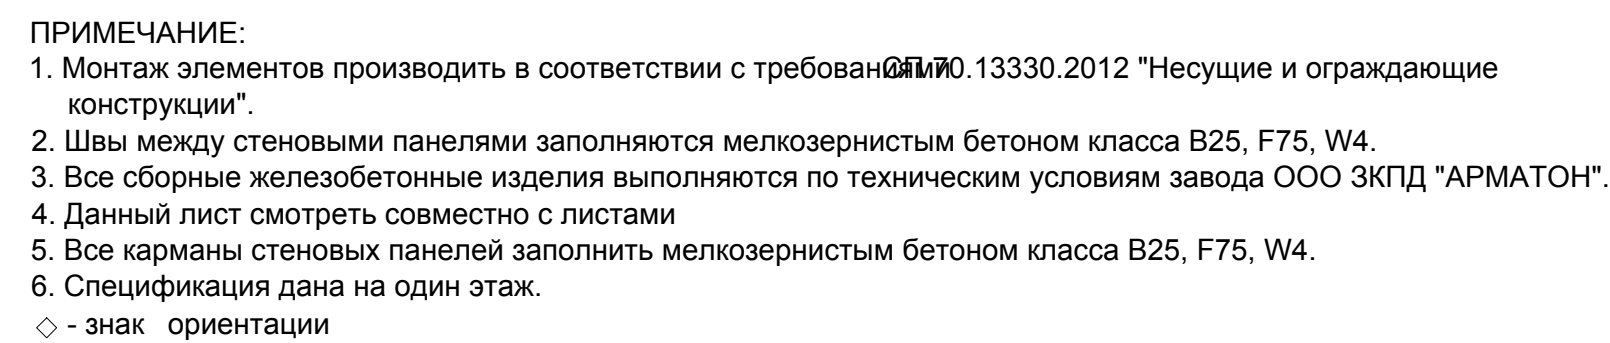 ПРИМЕЧАНИЕ:
1. Монтаж элементов производить в соответствии с требованиями СП 70.13330.2012 "Несущие и ограждающие
конструкции".
2. Швы между стеновыми панелями заполняются мелкозернистым бетоном класса В25, F75, W4.
3. Все сборные железобетонные изделия выполняются по техническим условиям завода ООО ЗКПД "АРМАТОН".
4. Данный лист смотреть совместно с листами
5. Все карманы стеновых панелей заполнить мелкозернистым бетоном класса В25, F75, W4.
6. Спецификация дана на один этаж.
◇ - знак ориентации